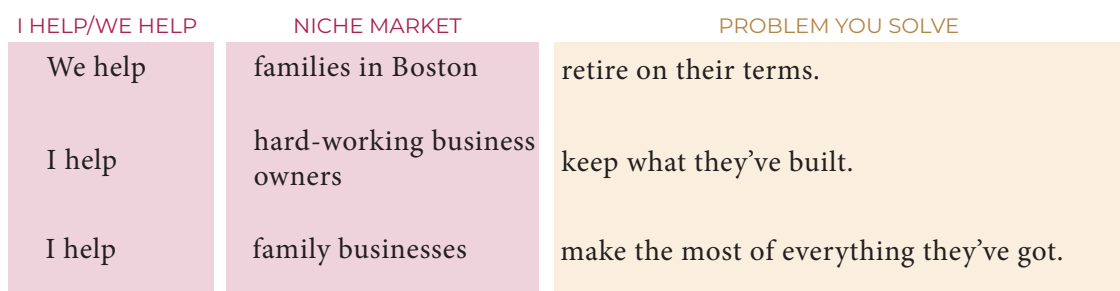 I HELP/WE HELP NICHE MARKET PROBLEM YOU SOLVE
We help families in Boston retire on their terms.
I help hard-working business owners keep what they’ve built.
I help family businesses make the most of everything they’ve got.